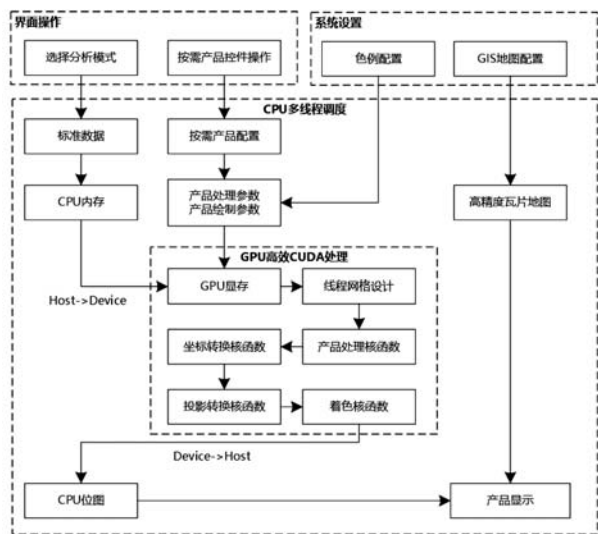 界面操作
系统设置
选择分析模式
按需产品控件操作
色例配置
GIS地图配置
CPU多线程调度
标准数据
按需产品配置
CPU内存
产品处理参数
产品绘制参数
高精度瓦片地图
GPU高效CUDA处理
GPU显存
线程网格设计
Host->Device
坐标转换核函数
产品处理核函数
投影转换核函数
着色核函数
Device->Host
CPU位图
产品显示